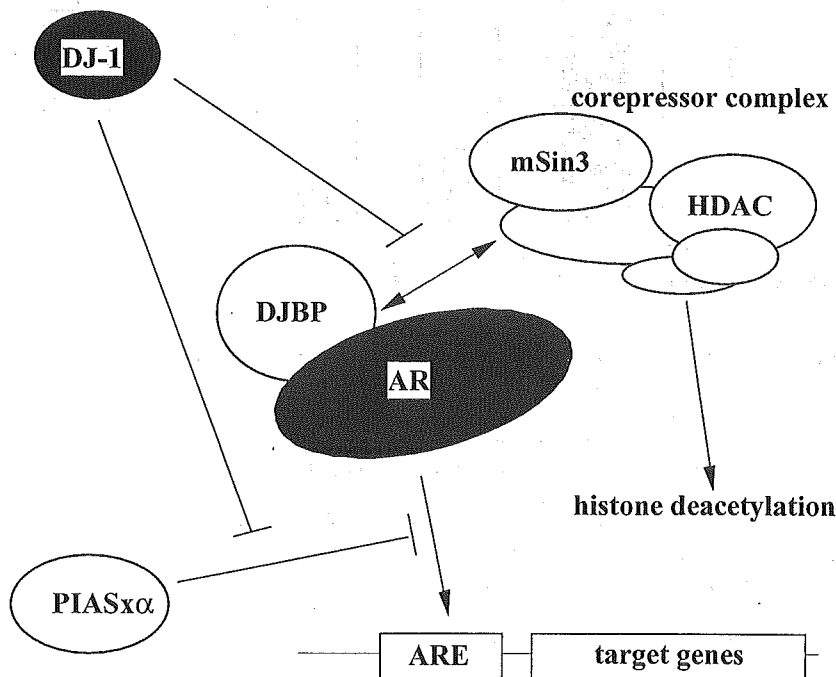 DJ-1
corepressor complex
mSin3
HDAC
DJBP
AR
histone deacetylation
PIASxα
ARE
target genes